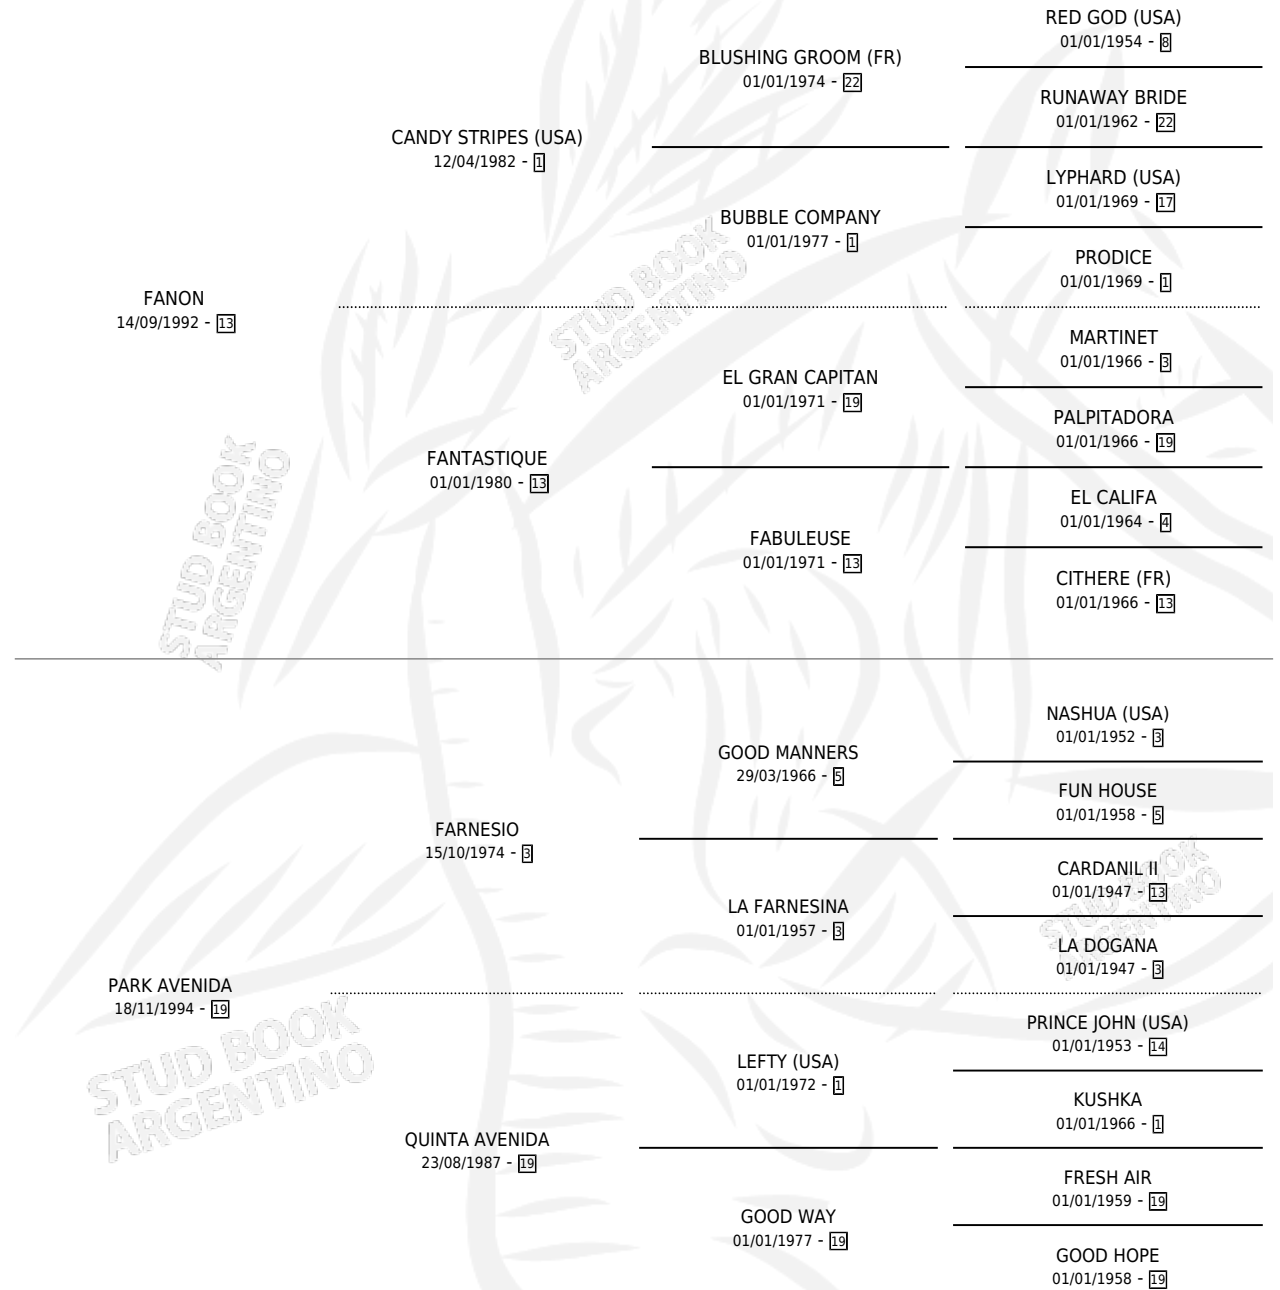 RED GOD (USA)
01/01/1954 - 8
BLUSHING GROOM (FR)
01/01/1974 - 22
RUNAWAY BRIDE
01/01/1962 - 22
CANDY STRIPES (USA)
12/04/1982 - 1
LYPHARD (USA)
01/01/1969 - 17
BUBBLE COMPANY
01/01/1977 - 1
PRODICE
01/01/1969 - 1
FANON
14/09/1992 - 13
MARTINET
01/01/1966 - 3
EL GRAN CAPITAN
01/01/1971 - 19
PALPITADORA
01/01/1966 - 19
FANTASTIQUE
01/01/1980 - 13
EL CALIFA
01/01/1964 - 4
FABULEUSE
01/01/1971 - 13
CITHERE (FR)
01/01/1966 - 13
NASHUA (USA)
01/01/1952 - 3
GOOD MANNERS
29/03/1966 - 5
FUN HOUSE
01/01/1958 - 5
FARNESIO
15/10/1974 - 3
CARDANIL II
01/01/1947 - 13
LA FARNESINA
01/01/1957 - 3
LA DOGANA
01/01/1947 - 3
PARK AVENIDA
18/11/1994 - 19
PRINCE JOHN (USA)
01/01/1953 - 14
LEFTY (USA)
01/01/1972 - 1
KUSHKA
01/01/1966 - 1
QUINTA AVENIDA
23/08/1987 - 19
FRESH AIR
01/01/1959 - 19
GOOD WAY
01/01/1977 - 19
GOOD HOPE
01/01/1958 - 19
STUD BOOK
ARGENTINO
STUD BOOK
ARGENTINO
STUD BOOK
ARGENTINO
STUD BOOK
ARGENTINO